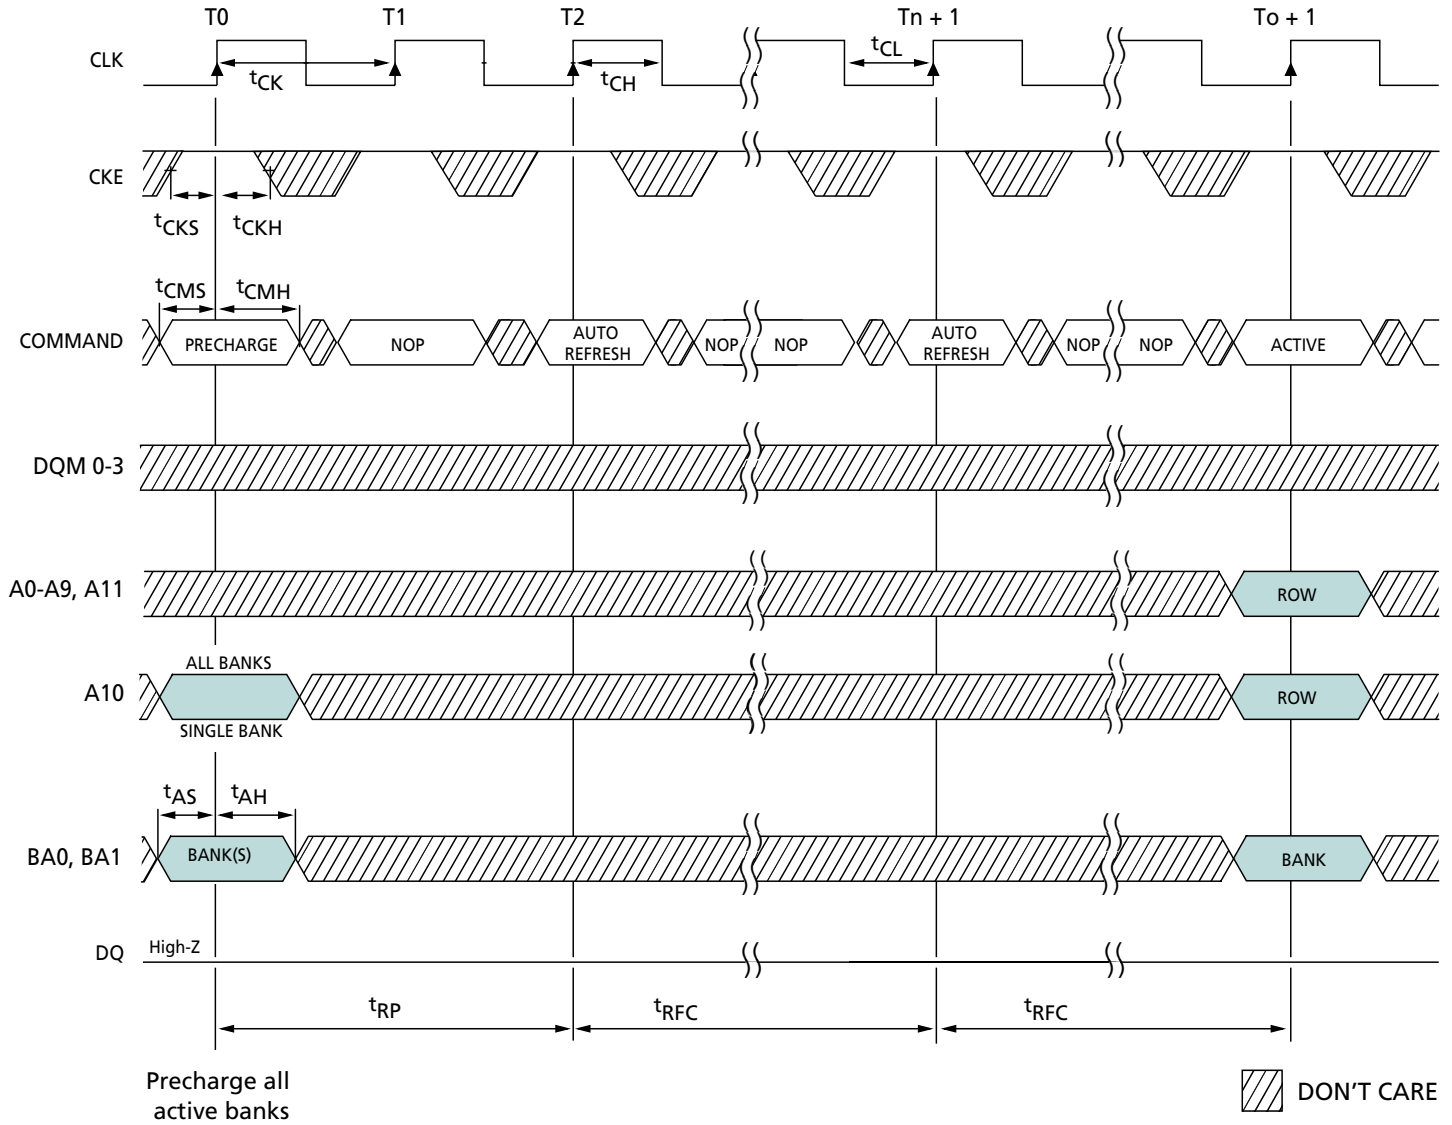 T0 T1 T2 Tn + 1 To + 1
CLK
tCK tCH tCL
CKE
tCKS tCKH
tCMS tCMH
COMMAND PRECHARGE NOP AUTO REFRESH NOP NOP AUTO REFRESH NOP NOP ACTIVE
DQM 0-3
A0-A9, A11 ROW
ALL BANKS
A10 ROW
SINGLE BANK
tAS tAH
BA0, BA1 BANK(S) BANK
DQ High-Z
tRP tRFC tRFC
Precharge all
active banks
DON'T CARE